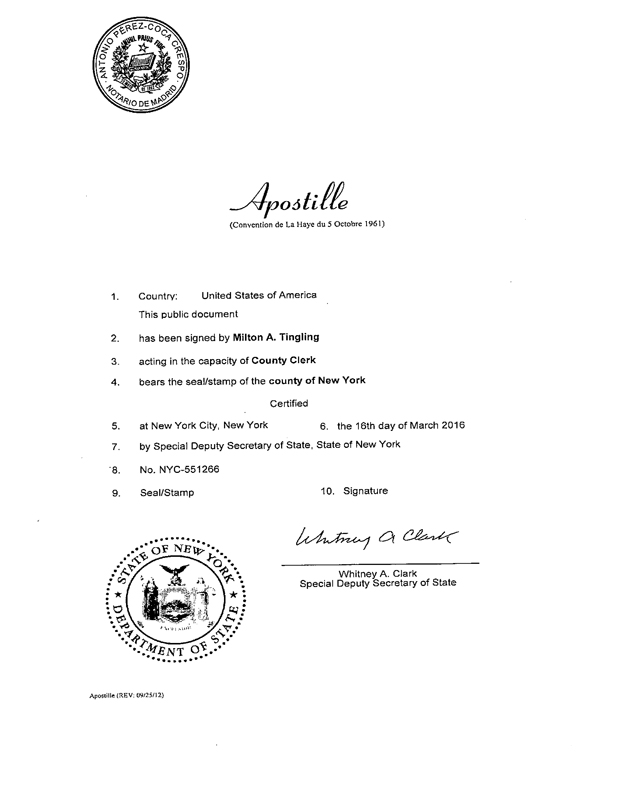 ANTONIO PÉREZ-COCA CRESPO
NIHIL PRIUS FIDE
NOTARIO DE MADRID
Apostille
(Convention de La Haye du 5 Octobre 1961)
1. Country: United States of America
This public document
2. has been signed by Milton A. Tingling
3. acting in the capacity of County Clerk
4. bears the seal/stamp of the county of New York
Certified
5. at New York City, New York 6. the 16th day of March 2016
7. by Special Deputy Secretary of State, State of New York
8. No. NYC-551266
9. Seal/Stamp 10. Signature
Whitney A Clark
Whitney A. Clark
Special Deputy Secretary of State
STATE OF NEW YORK
EXCELSIOR
DEPARTMENT OF STATE
Apostille (REV: 09/25/12)